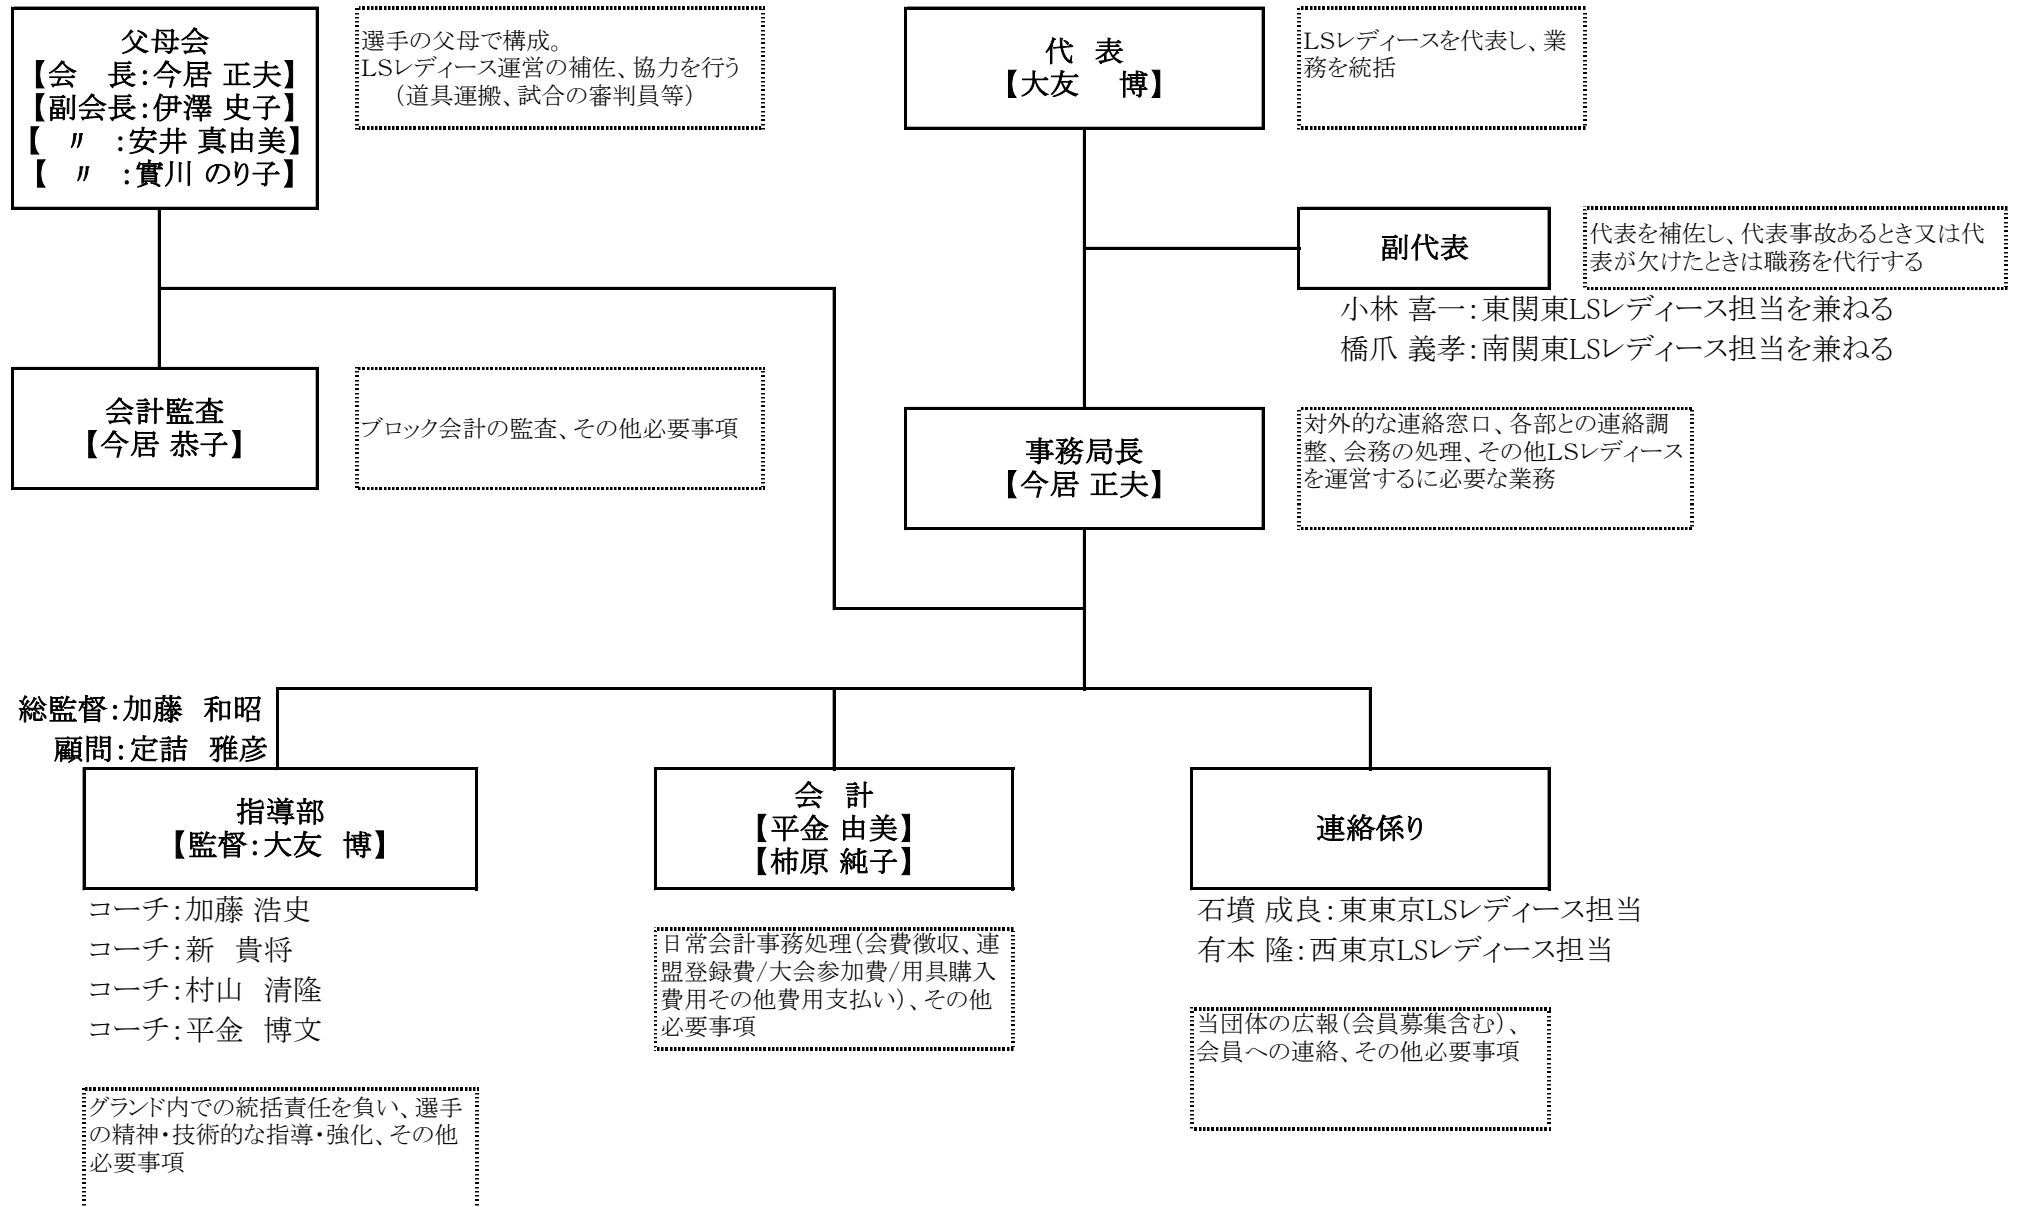 父母会
【会　長：今居 正夫】
【副会長：伊澤 史子】
【　〃　：安井 真由美】
【　〃　：實川 のり子】
選手の父母で構成。
LSレディース運営の補佐、協力を行う
（道具運搬、試合の審判員等）
代　表
【大友　博】
LSレディースを代表し、業
務を統括
副代表
代表を補佐し、代表事故あるとき又は代
表が欠けたときは職務を代行する
小林 喜一：東関東LSレディース担当を兼ねる
橋爪 義孝：南関東LSレディース担当を兼ねる
会計監査
【今居 恭子】
ブロック会計の監査、その他必要事項
事務局長
【今居 正夫】
対外的な連絡窓口、各部との連絡調
整、会務の処理、その他LSレディース
を運営するに必要な業務
総監督：加藤　和昭
顧問：定詰　雅彦
指導部
【監督：大友　博】
コーチ：加藤 浩史
コーチ：新　貴将
コーチ：村山　清隆
コーチ：平金　博文
グランド内での統括責任を負い、選手
の精神・技術的な指導・強化、その他
必要事項
会　計
【平金 由美】
【柿原 純子】
日常会計事務処理（会費徴収、連
盟登録費/大会参加費/用具購入
費用その他費用支払い）、その他
必要事項
連絡係り
石墳 成良：東東京LSレディース担当
有本 隆：西東京LSレディース担当
当団体の広報（会員募集含む）、
会員への連絡、その他必要事項